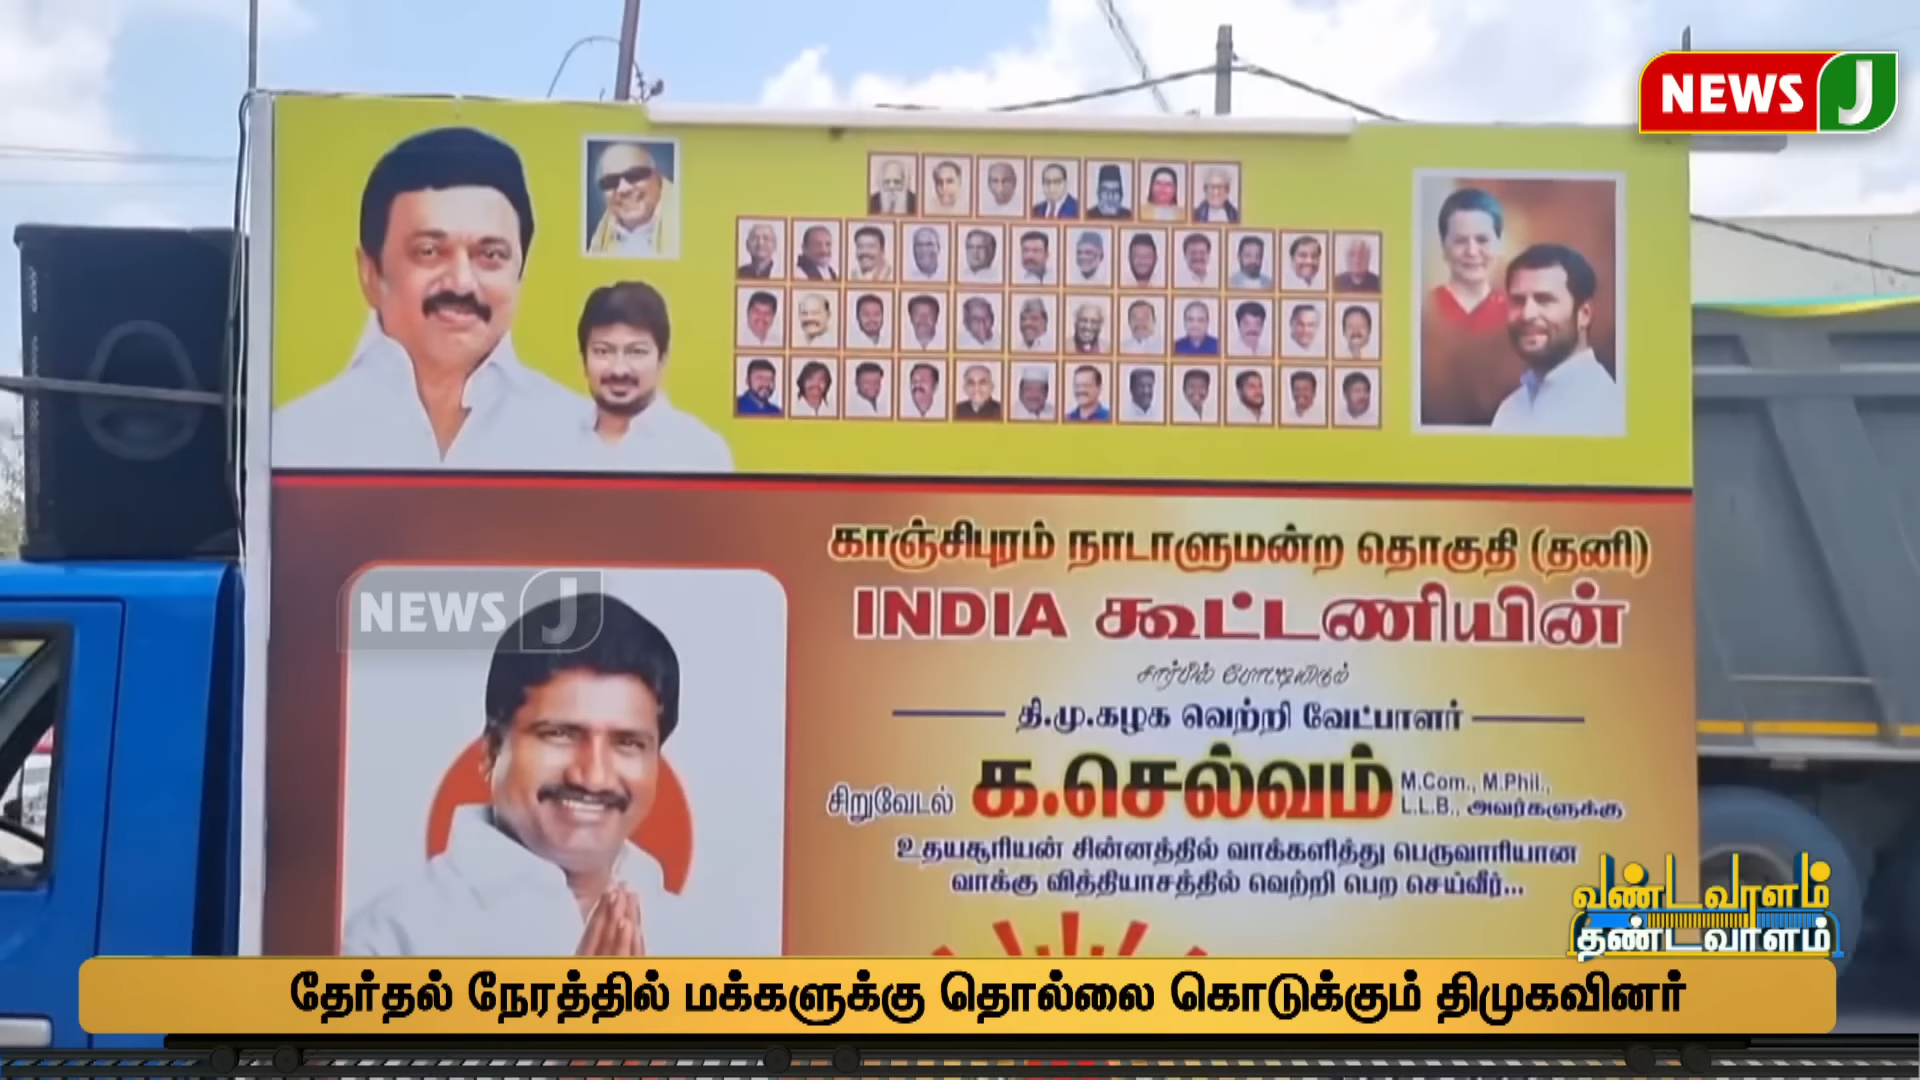 NEWS J
காஞ்சிபுரம் நாடாளுமன்ற தொகுதி (தனி)
INDIA கூட்டணியின்
சார்பில் போட்டியிடும்
தி.மு.கழக வெற்றி வேட்பாளர்
சிறுவேடல் க.செல்வம் M.Com., M.Phil., L.L.B., அவர்களுக்கு
உதயசூரியன் சின்னத்தில் வாக்களித்து பெருவாரியான
வாக்கு வித்தியாசத்தில் வெற்றி பெற செய்வீர்...
NEWS J
வண்டவாளம்
தண்டவாளம்
தேர்தல் நேரத்தில் மக்களுக்கு தொல்லை கொடுக்கும் திமுகவினர்